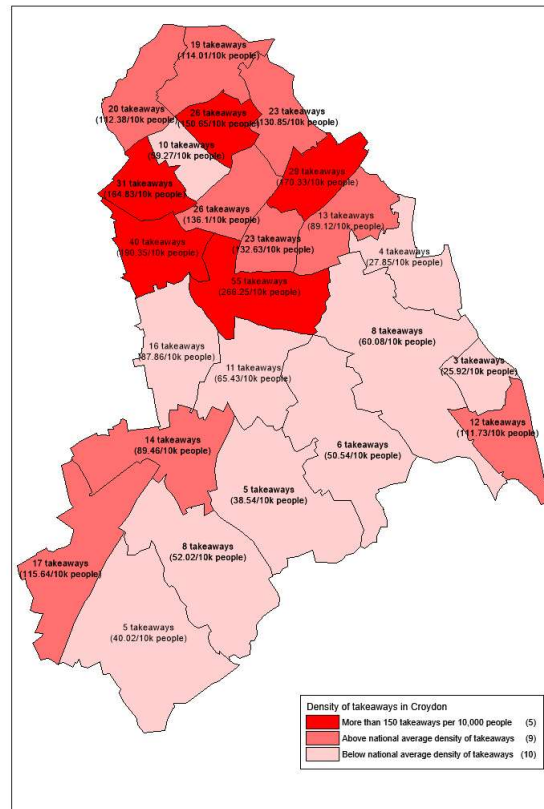 19 takeaways
(114.01/10k people)
20 takeaways
(112.38/10k people)
26 takeaways
(150.65/10k people)
23 takeaways
(130.85/10k people)
10 takeaways
(59.27/10k people)
29 takeaways
(170.33/10k people)
31 takeaways
(164.83/10k people)
26 takeaways
(136.1/10k people)
13 takeaways
(89.12/10k people)
40 takeaways
(190.35/10k people)
23 takeaways
(132.63/10k people)
4 takeaways
(27.85/10k people)
55 takeaways
(266.25/10k people)
8 takeaways
(60.08/10k people)
16 takeaways
(87.86/10k people)
11 takeaways
(65.43/10k people)
3 takeaways
(25.92/10k people)
12 takeaways
(111.73/10k people)
14 takeaways
(89.46/10k people)
6 takeaways
(50.54/10k people)
5 takeaways
(38.54/10k people)
8 takeaways
(52.02/10k people)
17 takeaways
(115.64/10k people)
5 takeaways
(40.02/10k people)
Density of takeaways in Croydon
More than 150 takeaways per 10,000 people (5)
Above national average density of takeaways (9)
Below national average density of takeaways (10)